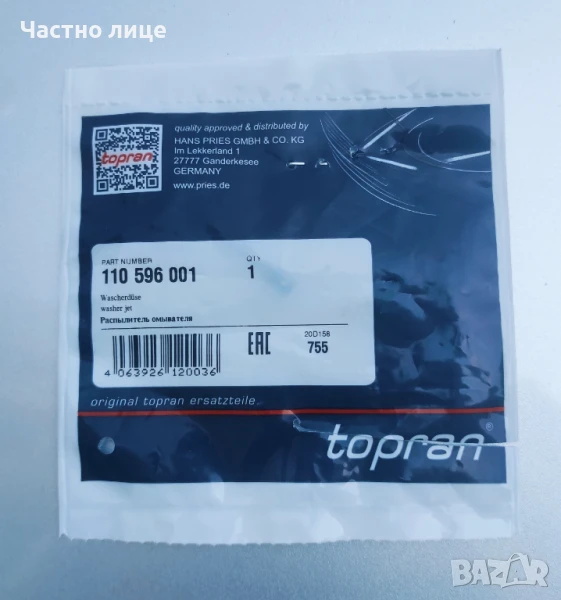 Частно лице
quality approved & distributed by
HANS PRIES GMBH & CO. KG
Im Lekkerland 1
27777 Ganderkesee
GERMANY
www.pries.de
topran
PART NUMBER
QTY
110 596 001
1
Wascherdüse
washer jet
Распылитель омывателя
20D156
EAC
755
4 063926 120036
original topran ersatzteile.
topran®
BAZAR